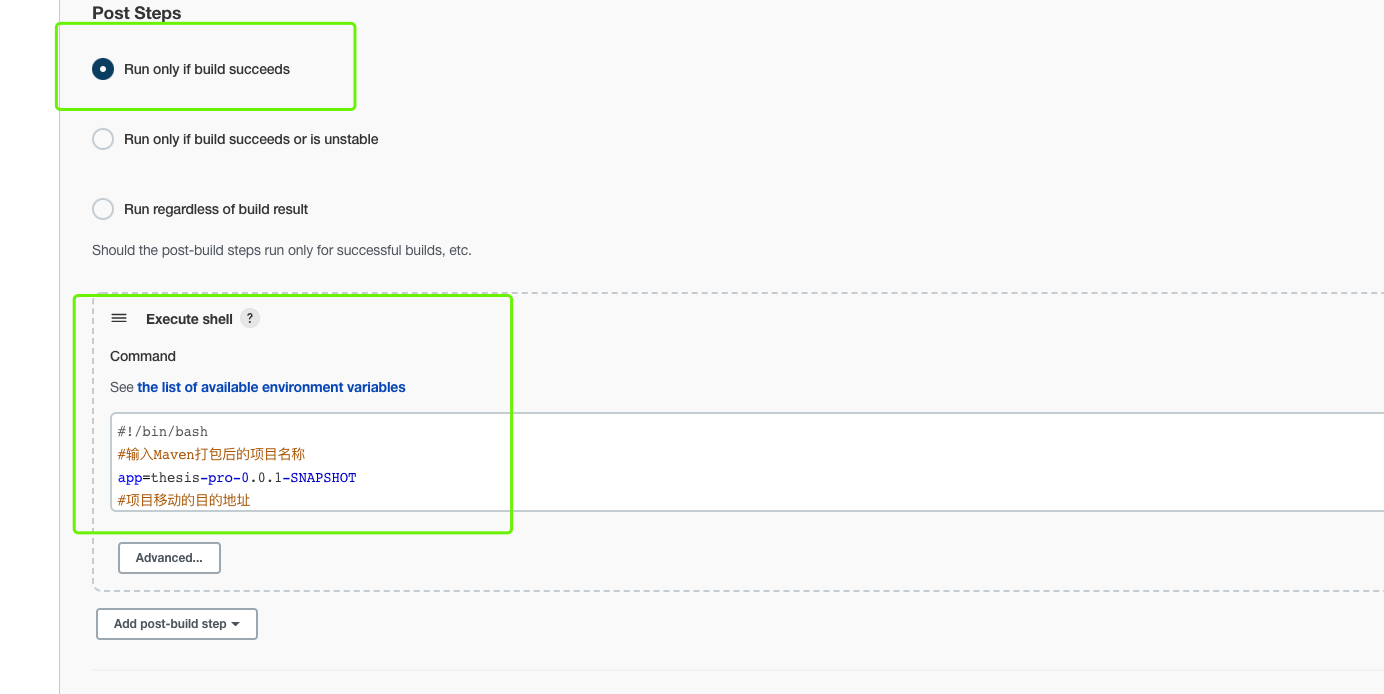 Post Steps
Run only if build succeeds
Run only if build succeeds or is unstable
Run regardless of build result
Should the post-build steps run only for successful builds, etc.
Execute shell ?
Command
See the list of available environment variables
#!/bin/bash
#输入Maven打包后的项目名称
app=thesis-pro-0.0.1-SNAPSHOT
#项目移动的目的地址
Advanced...
Add post-build step